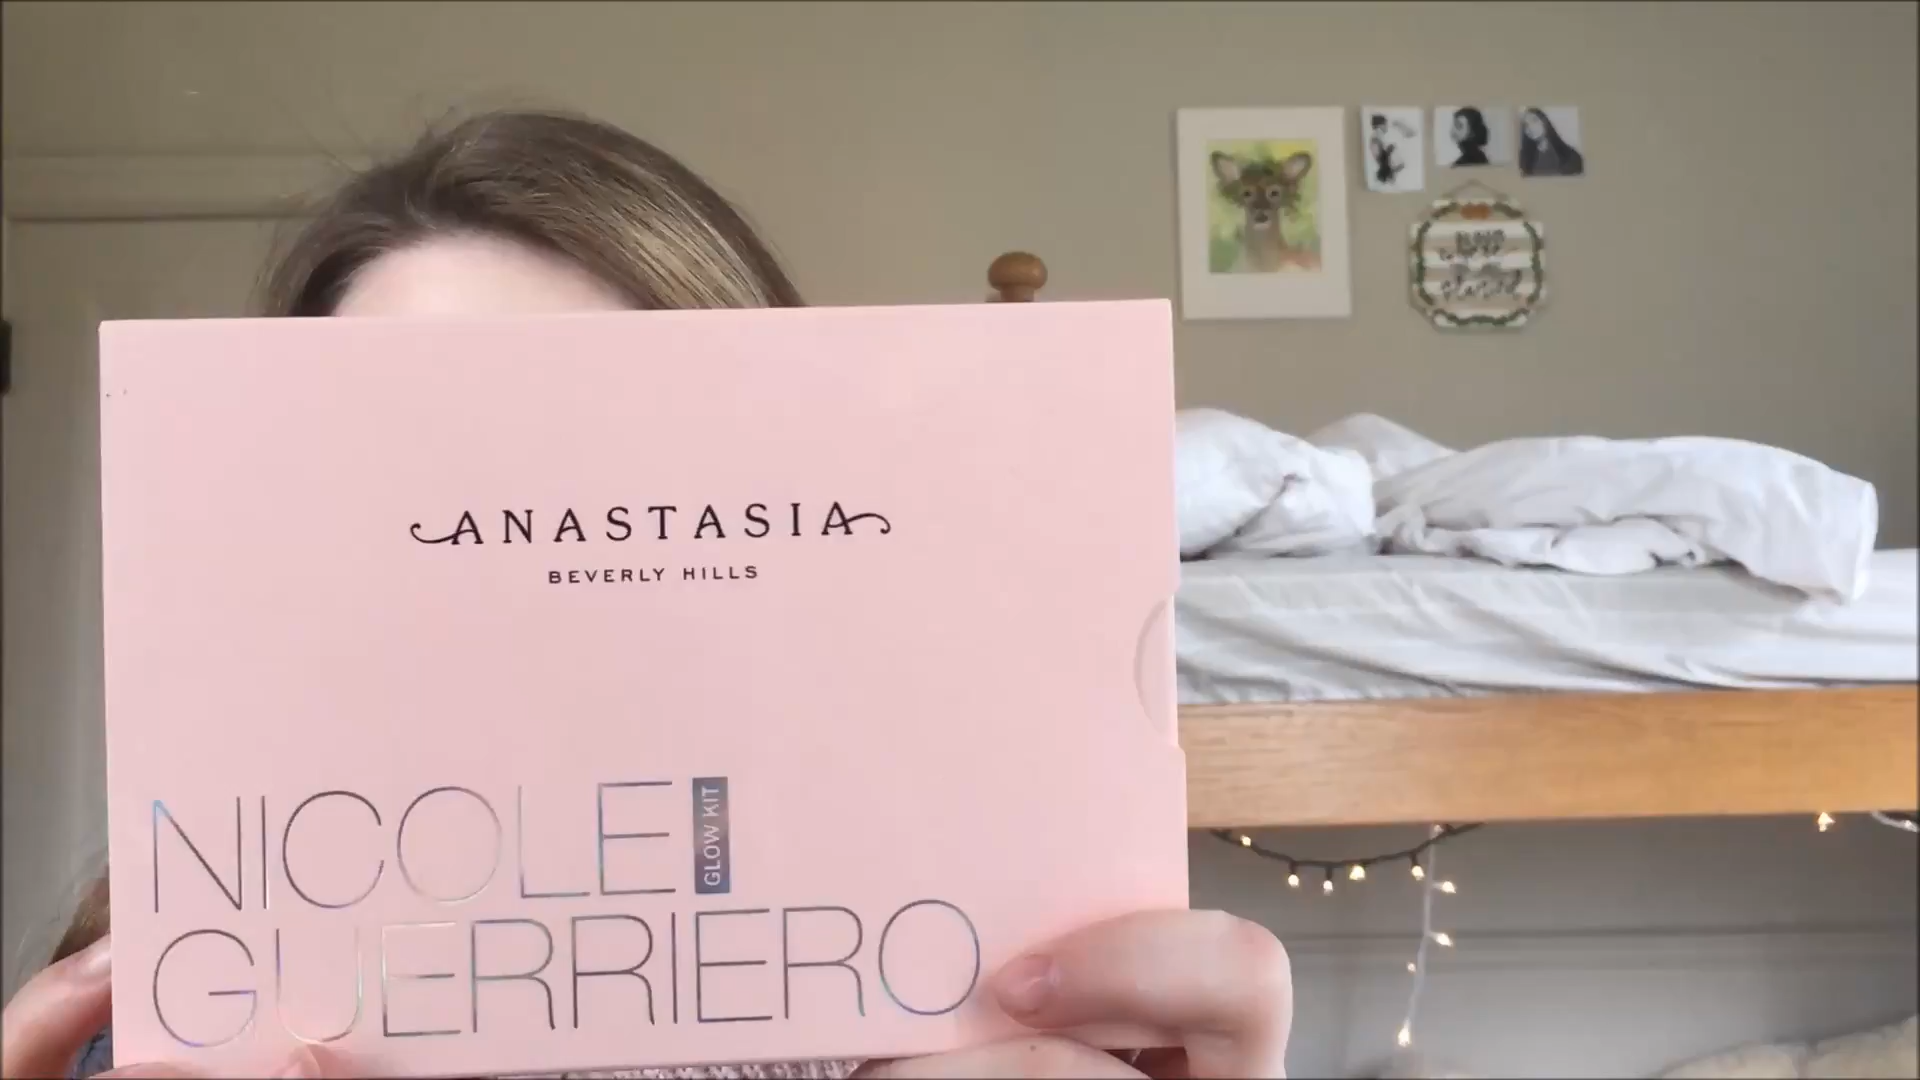 ANASTASIA
BEVERLY HILLS
NICOLE
GLOW KIT
GUERRIERO